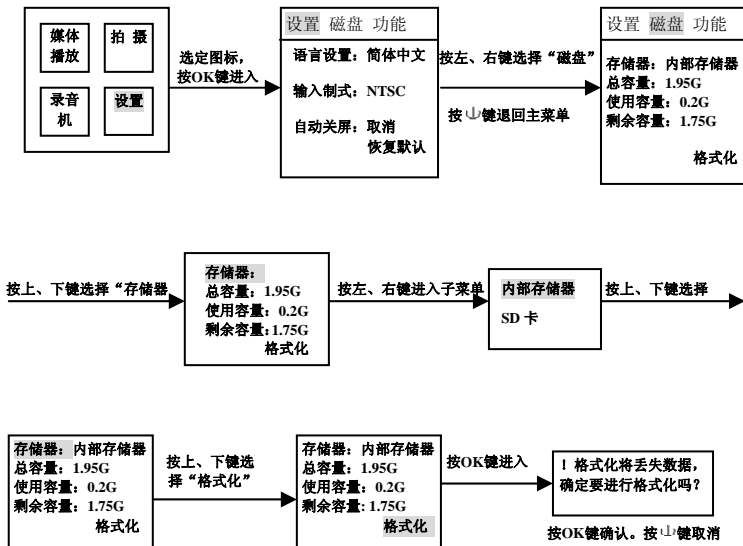 媒体
播放
拍 摄
录音
机
设置
选定图标，
按OK键进入
设置 磁盘 功能
语言设置：简体中文
输入制式：NTSC
自动关屏：取消
恢复默认
按左、右键选择“磁盘”
按 键退回主菜单
设置 磁盘 功能
存储器：内部存储器
总容量：1.95G
使用容量：0.2G
剩余容量：1.75G
格式化
按上、下键选择“存储器
存储器：
总容量：1.95G
使用容量：0.2G
剩余容量：1.75G
格式化
按左、右键进入子菜单
内部存储器
SD 卡
按上、下键选择
存储器：内部存储器
总容量：1.95G
使用容量：0.2G
剩余容量：1.75G
格式化
按上、下键选
择“格式化”
存储器：内部存储器
总容量：1.95G
使用容量：0.2G
剩余容量：1.75G
格式化
按OK键进入
！格式化将丢失数据，
确定要进行格式化吗？
按OK键确认。按 键取消